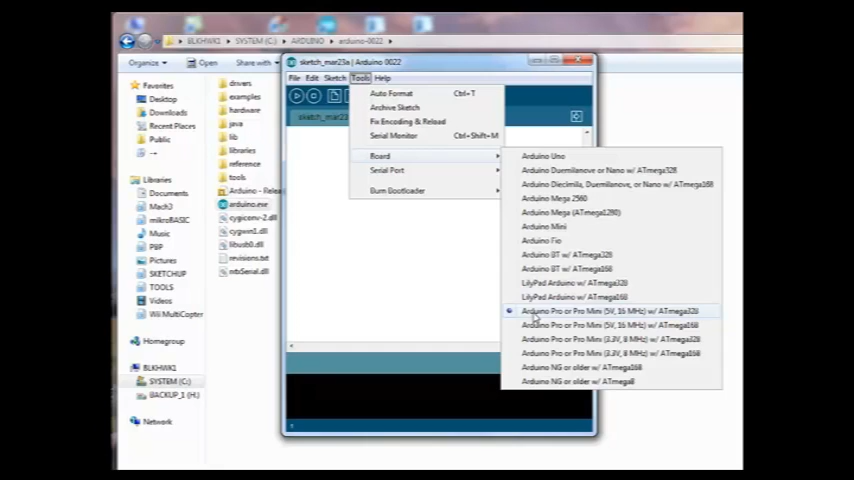 BLKHWK1 ▸ SYSTEM (C:) ▸ ARDUINO ▸ arduino-0022 ▸
Organize
Open
Share with
Favorites
Desktop
Downloads
Recent Places
Public
Libraries
Documents
Mach3
mikroBASIC
Music
PBP
Pictures
SKETCHUP
TOOLS
Videos
Wii MultiCopter
Homegroup
BLKHWK1
SYSTEM (C:)
BACKUP_1 (H:)
Network
drivers
examples
hardware
java
lib
libraries
reference
tools
Arduino - Relea
arduino.exe
cygiconv-2.dll
cygwin1.dll
libusb0.dll
revisions.txt
rxtxSerial.dll
sketch_mar23a | Arduino 0022
File Edit Sketch Tools Help
sketch_mar23
Auto Format Ctrl+T
Archive Sketch
Fix Encoding & Reload
Serial Monitor Ctrl+Shift+M
Board
Serial Port
Burn Bootloader
Arduino Uno
Arduino Duemilanove or Nano w/ ATmega328
Arduino Diecimila, Duemilanove, or Nano w/ ATmega168
Arduino Mega 2560
Arduino Mega (ATmega1280)
Arduino Mini
Arduino Fio
Arduino BT w/ ATmega328
Arduino BT w/ ATmega168
LilyPad Arduino w/ ATmega328
LilyPad Arduino w/ ATmega168
Arduino Pro or Pro Mini (5V, 16 MHz) w/ ATmega328
Arduino Pro or Pro Mini (5V, 16 MHz) w/ ATmega168
Arduino Pro or Pro Mini (3.3V, 8 MHz) w/ ATmega328
Arduino Pro or Pro Mini (3.3V, 8 MHz) w/ ATmega168
Arduino NG or older w/ ATmega168
Arduino NG or older w/ ATmega8